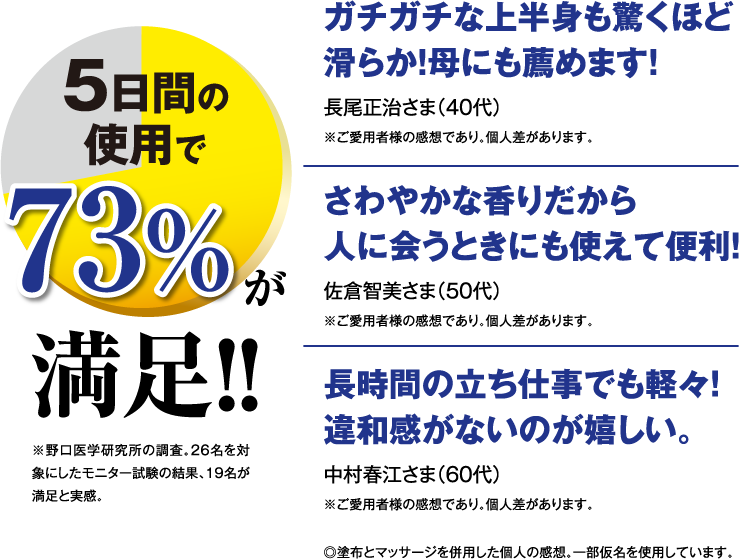 5日間の
使用で
73%が
満足!!
※野口医学研究所の調査。26名を対
象にしたモニター試験の結果、19名が
満足と実感。
ガチガチな上半身も驚くほど
滑らか!母にも薦めます!
長尾正治さま（40代）
※ご愛用者様の感想であり。個人差があります。
さわやかな香りだから
人に会うときにも使えて便利!
佐倉智美さま（50代）
※ご愛用者様の感想であり。個人差があります。
長時間の立ち仕事でも軽々!
違和感がないのが嬉しい。
中村春江さま（60代）
※ご愛用者様の感想であり。個人差があります。
◎塗布とマッサージを併用した個人の感想。一部仮名を使用しています。